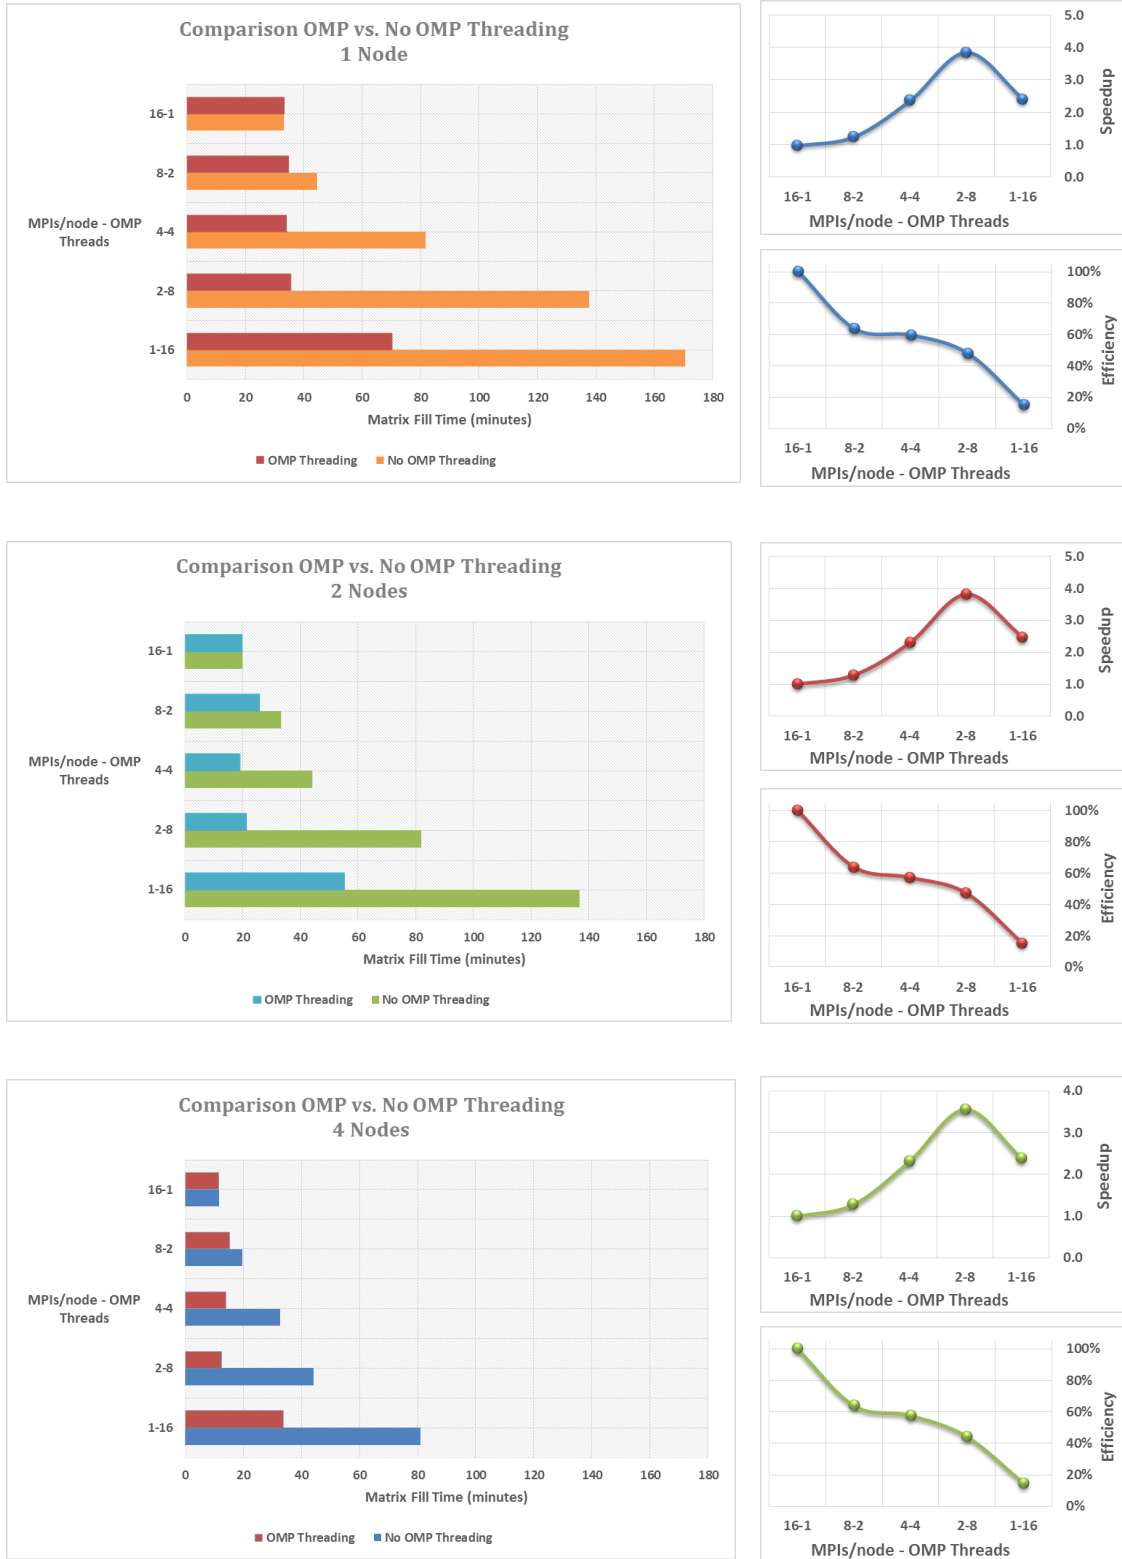 Comparison OMP vs. No OMP Threading
1 Node
16-1
8-2
MPIs/node - OMP
Threads
4-4
2-8
1-16
0 20 40 60 80 100 120 140 160 180
Matrix Fill Time (minutes)
OMP Threading No OMP Threading
5.0
4.0
3.0
2.0
1.0
0.0
Speedup
16-1 8-2 4-4 2-8 1-16
MPIs/node - OMP Threads
100%
80%
60%
40%
20%
0%
Efficiency
16-1 8-2 4-4 2-8 1-16
MPIs/node - OMP Threads
Comparison OMP vs. No OMP Threading
2 Nodes
16-1
8-2
MPIs/node - OMP
Threads
4-4
2-8
1-16
0 20 40 60 80 100 120 140 160 180
Matrix Fill Time (minutes)
OMP Threading No OMP Threading
5.0
4.0
3.0
2.0
1.0
0.0
Speedup
16-1 8-2 4-4 2-8 1-16
MPIs/node - OMP Threads
100%
80%
60%
40%
20%
0%
Efficiency
16-1 8-2 4-4 2-8 1-16
MPIs/node - OMP Threads
Comparison OMP vs. No OMP Threading
4 Nodes
16-1
8-2
MPIs/node - OMP
Threads
4-4
2-8
1-16
0 20 40 60 80 100 120 140 160 180
Matrix Fill Time (minutes)
OMP Threading No OMP Threading
4.0
3.0
2.0
1.0
0.0
Speedup
16-1 8-2 4-4 2-8 1-16
MPIs/node - OMP Threads
100%
80%
60%
40%
20%
0%
Efficiency
16-1 8-2 4-4 2-8 1-16
MPIs/node - OMP Threads